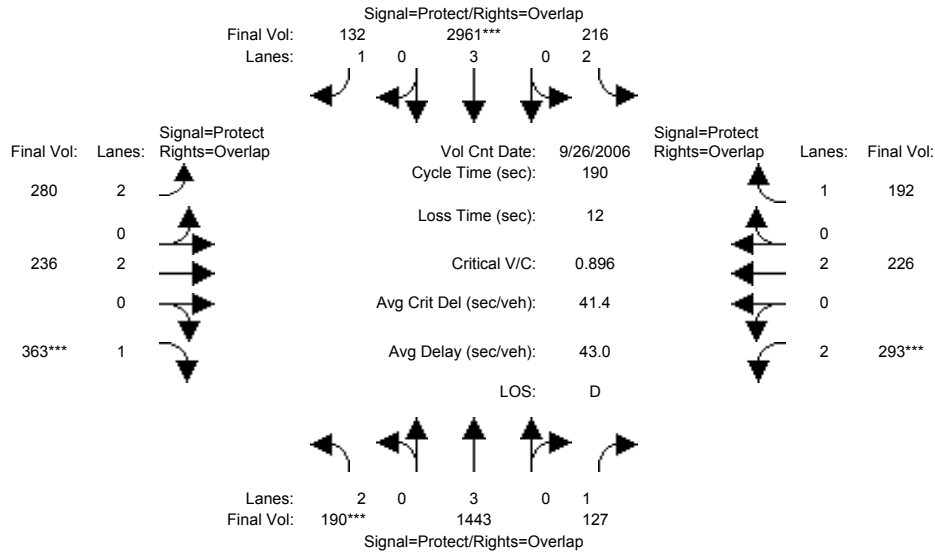 Signal=Protect/Rights=Overlap
Final Vol: 132 2961*** 216
Lanes: 1 0 3 0 2
Signal=Protect
Final Vol: Lanes: Rights=Overlap
Vol Cnt Date: 9/26/2006
Signal=Protect
Rights=Overlap Lanes: Final Vol:
Cycle Time (sec): 190
280 2
1 192
Loss Time (sec): 12
0
0
236 2
Critical V/C: 0.896
2 226
0
Avg Crit Del (sec/veh): 41.4
0
363*** 1
Avg Delay (sec/veh): 43.0
2 293***
LOS: D
Lanes: 2 0 3 0 1
Final Vol: 190*** 1443 127
Signal=Protect/Rights=Overlap